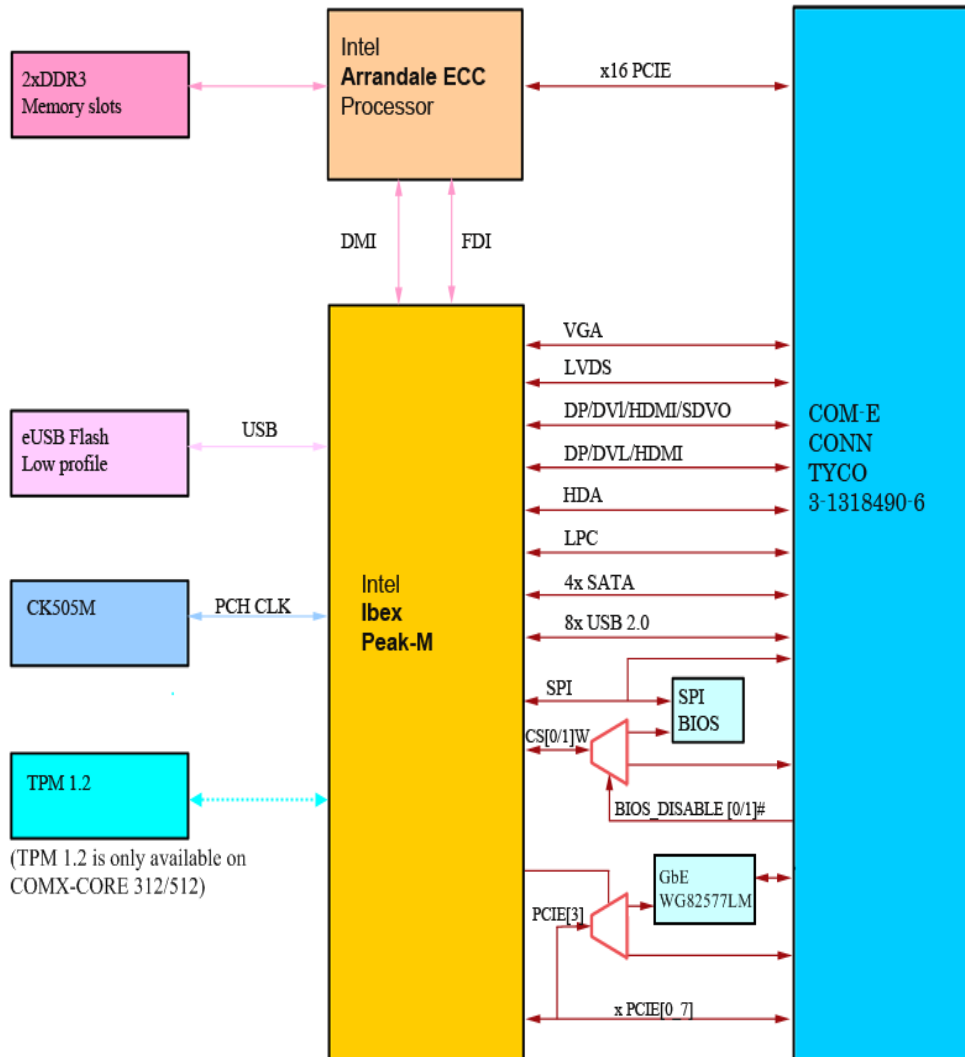 2xDDR3
Memory slots
Intel
Arrandale ECC
Processor
x16 PCIE
DMI
FDI
VGA
LVDS
DP/DVI/HDMI/SDVO
DP/DVL/HDMI
HDA
LPC
4x SATA
8x USB 2.0
COM-E
CONN
TYCO
3-1318490-6
eUSB Flash
Low profile
USB
CK505M
PCH CLK
Intel
Ibex
Peak-M
SPI
SPI
BIOS
CS[0/1]W
BIOS_DISABLE [0/1]#
TPM 1.2
(TPM 1.2 is only available on
COMX-CORE 312/512)
GbE
WG82577LM
PCIE[3]
x PCIE[0_7]